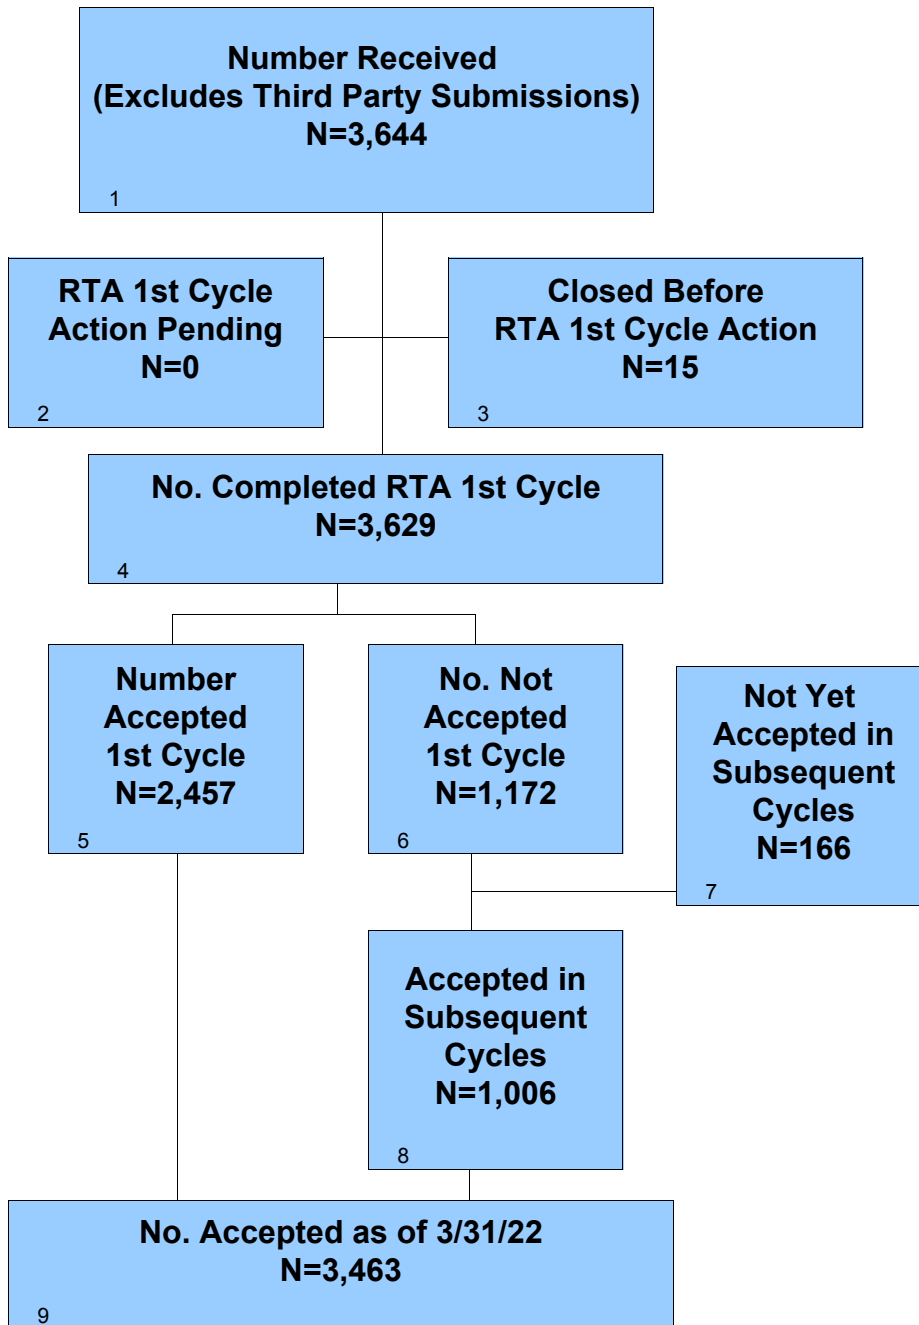 Number Received
(Excludes Third Party Submissions)
N=3,644
1
RTA 1st Cycle
Action Pending
N=0
2
Closed Before
RTA 1st Cycle Action
N=15
3
No. Completed RTA 1st Cycle
N=3,629
4
Number
Accepted
1st Cycle
N=2,457
5
No. Not
Accepted
1st Cycle
N=1,172
6
Not Yet
Accepted in
Subsequent
Cycles
N=166
7
Accepted in
Subsequent
Cycles
N=1,006
8
No. Accepted as of 3/31/22
N=3,463
9